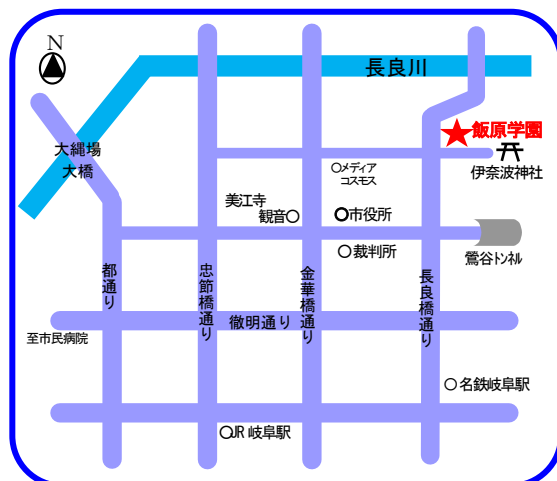 N
長良川
飯原学園
大縄場
大橋
○メディア
コスモス
伊奈波神社
美江寺
観音○
○市役所
○裁判所
鶯谷トンネル
都通り
忠節橋通り
金華橋通り
長良橋通り
徹明通り
至市民病院
○名鉄岐阜駅
○JR岐阜駅